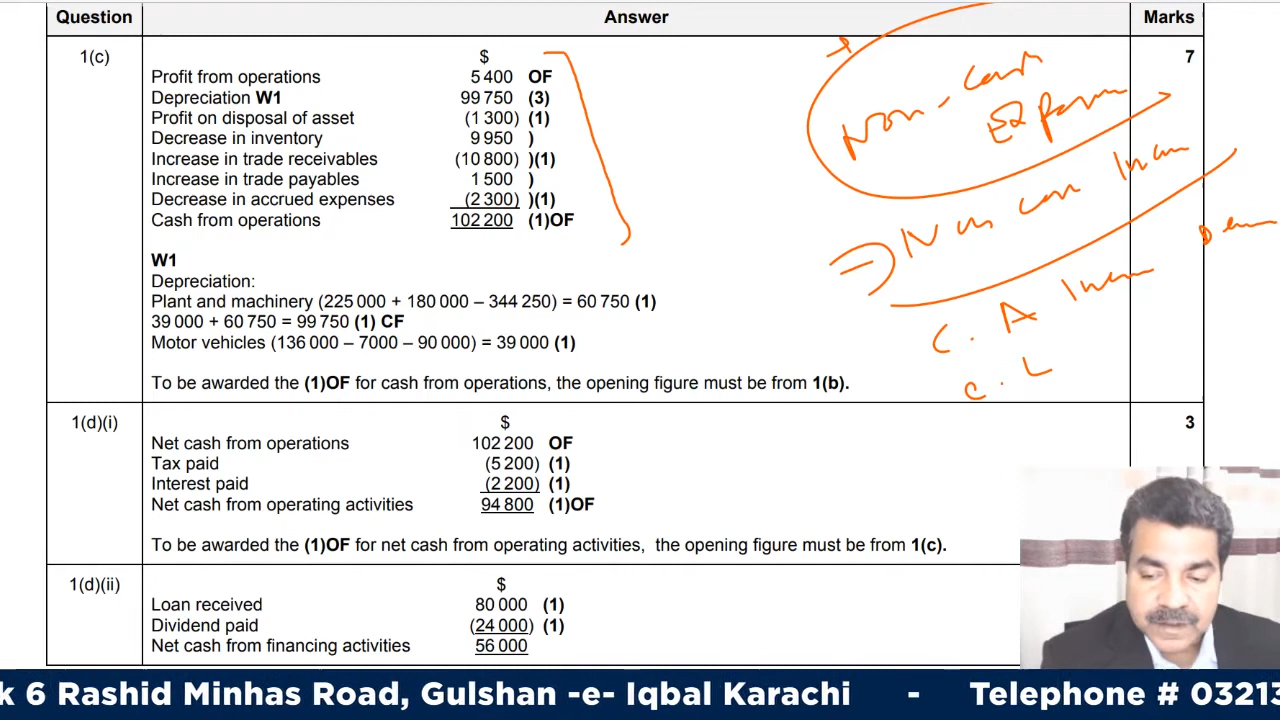 Question Answer Marks
1(c) $ 7
Profit from operations 5 400 OF
Depreciation W1 99 750 (3)
Profit on disposal of asset (1 300) (1)
Decrease in inventory 9 950 )
Increase in trade receivables (10 800) )(1)
Increase in trade payables 1 500 )
Decrease in accrued expenses (2 300) )(1)
Cash from operations 102 200 (1)OF
W1
Depreciation:
Plant and machinery (225 000 + 180 000 – 344 250) = 60 750 (1)
39 000 + 60 750 = 99 750 (1) CF
Motor vehicles (136 000 – 7000 – 90 000) = 39 000 (1)
To be awarded the (1)OF for cash from operations, the opening figure must be from 1(b).
Non - cash
C. A
C. L
1(d)(i) $ 3
Net cash from operations 102 200 OF
Tax paid (5 200) (1)
Interest paid (2 200) (1)
Net cash from operating activities 94 800 (1)OF
To be awarded the (1)OF for net cash from operating activities, the opening figure must be from 1(c).
1(d)(ii) $
Loan received 80 000 (1)
Dividend paid (24 000) (1)
Net cash from financing activities 56 000
k 6 Rashid Minhas Road, Gulshan -e- Iqbal Karachi - Telephone # 03213